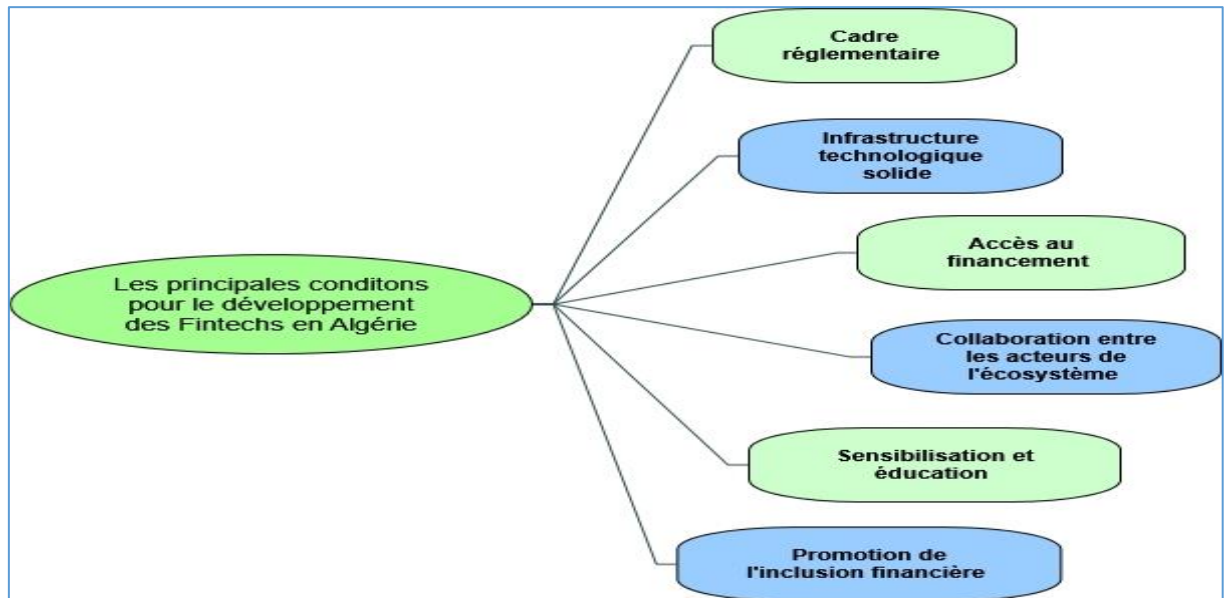 Cadre
réglementaire
Infrastructure
technologique
solide
Accès au
financement
Les principales conditons
pour le développement
des Fintechs en Algérie
Collaboration entre
les acteurs de
l'écosystème
Sensibilisation et
éducation
Promotion de
l'inclusion financière